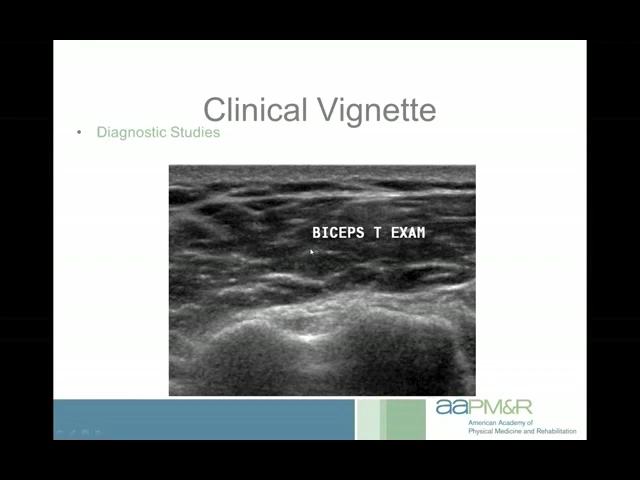 Clinical Vignette
• Diagnostic Studies
BICEPS T EXAM
aaPM&R
American Academy of
Physical Medicine and Rehabilitation